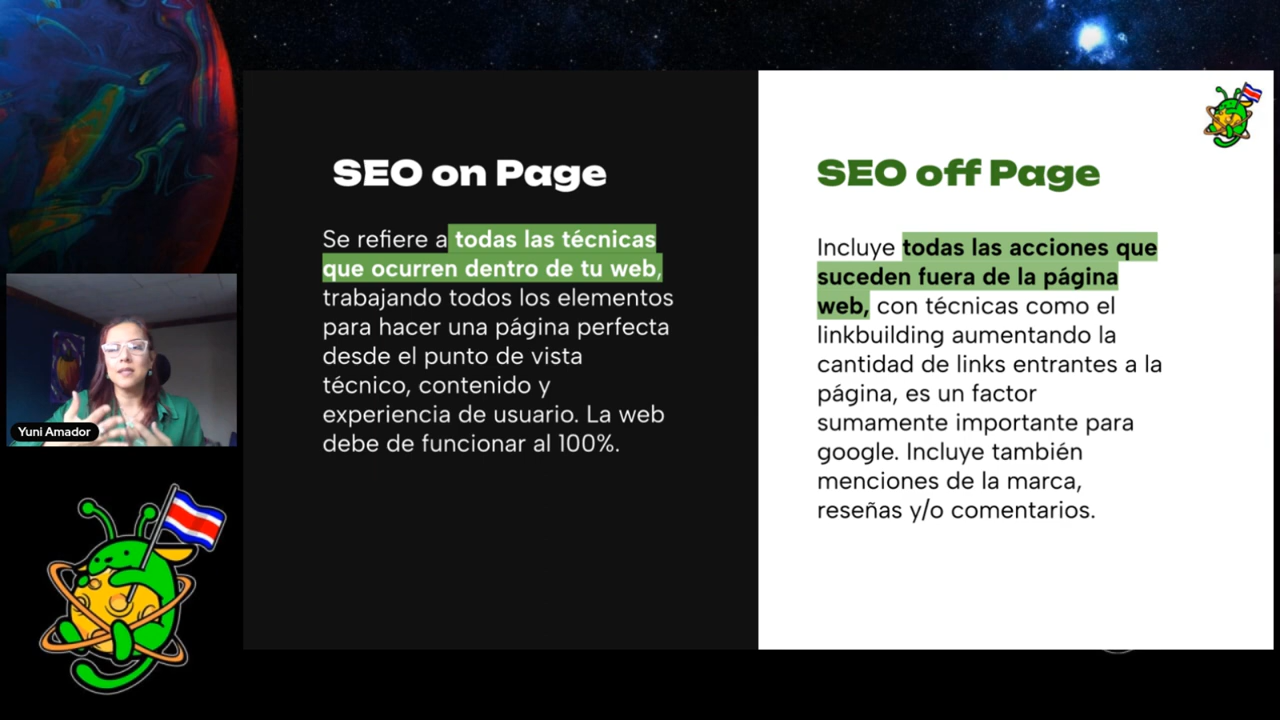 SEO on Page
Se refiere a todas las técnicas
que ocurren dentro de tu web,
trabajando todos los elementos
para hacer una página perfecta
desde el punto de vista
técnico, contenido y
experiencia de usuario. La web
debe de funcionar al 100%.
SEO off Page
Incluye todas las acciones que
suceden fuera de la página
web, con técnicas como el
linkbuilding aumentando la
cantidad de links entrantes a la
página, es un factor
sumamente importante para
google. Incluye también
menciones de la marca,
reseñas y/o comentarios.
Yuni Amador